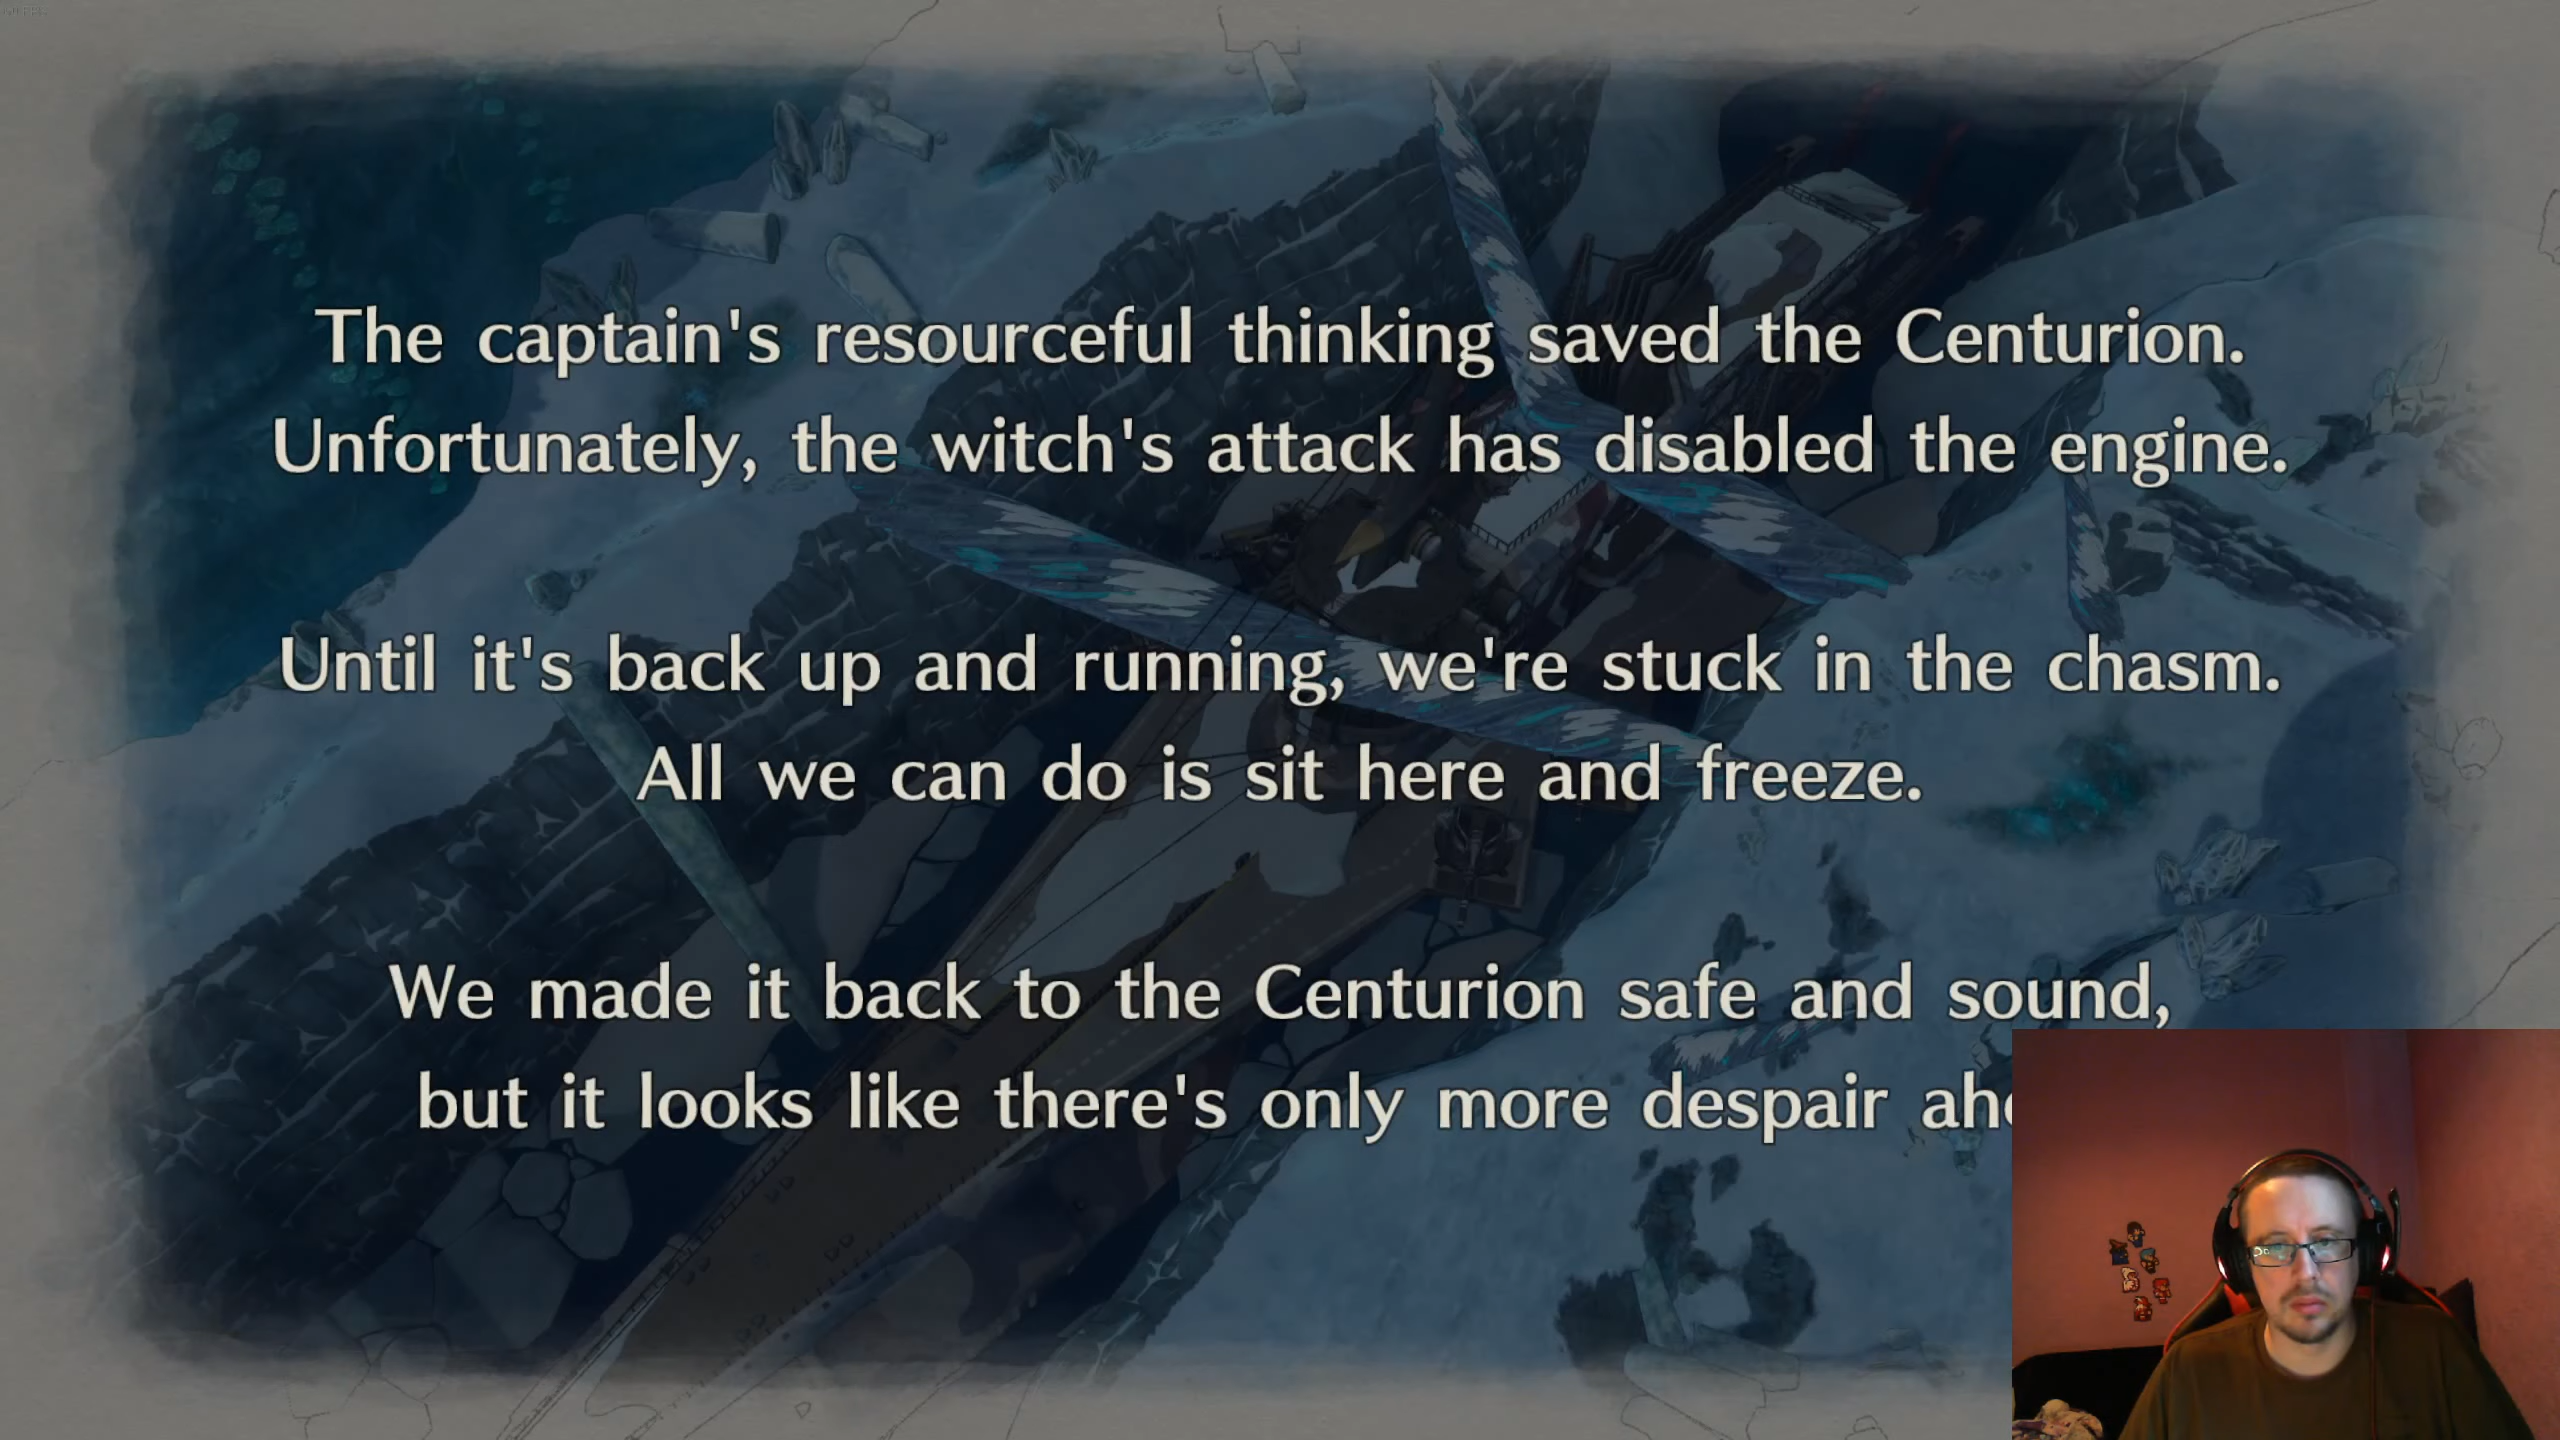 The captain's resourceful thinking saved the Centurion.
Unfortunately, the witch's attack has disabled the engine.
Until it's back up and running, we're stuck in the chasm.
All we can do is sit here and freeze.
We made it back to the Centurion safe and sound,
but it looks like there's only more despair